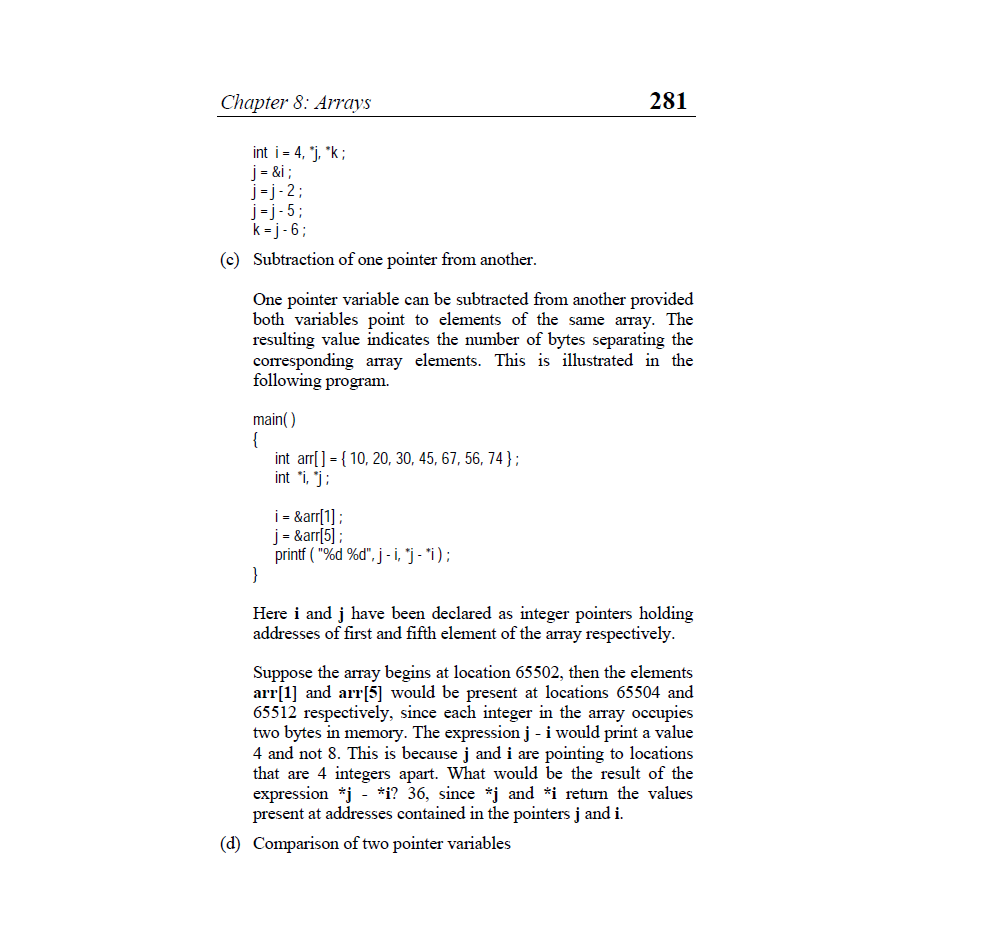 Chapter 8: Arrays 281
int i = 4, *j, *k ;
j = &i ;
j = j - 2 ;
j = j - 5 ;
k = j - 6 ;
(c) Subtraction of one pointer from another.
One pointer variable can be subtracted from another provided
both variables point to elements of the same array. The
resulting value indicates the number of bytes separating the
corresponding array elements. This is illustrated in the
following program.
main( )
{
int arr[ ] = { 10, 20, 30, 45, 67, 56, 74 } ;
int *i, *j ;
i = &arr[1] ;
j = &arr[5] ;
printf ( "%d %d", j - i, *j - *i ) ;
}
Here i and j have been declared as integer pointers holding
addresses of first and fifth element of the array respectively.
Suppose the array begins at location 65502, then the elements
arr[1] and arr[5] would be present at locations 65504 and
65512 respectively, since each integer in the array occupies
two bytes in memory. The expression j - i would print a value
4 and not 8. This is because j and i are pointing to locations
that are 4 integers apart. What would be the result of the
expression *j - *i? 36, since *j and *i return the values
present at addresses contained in the pointers j and i.
(d) Comparison of two pointer variables